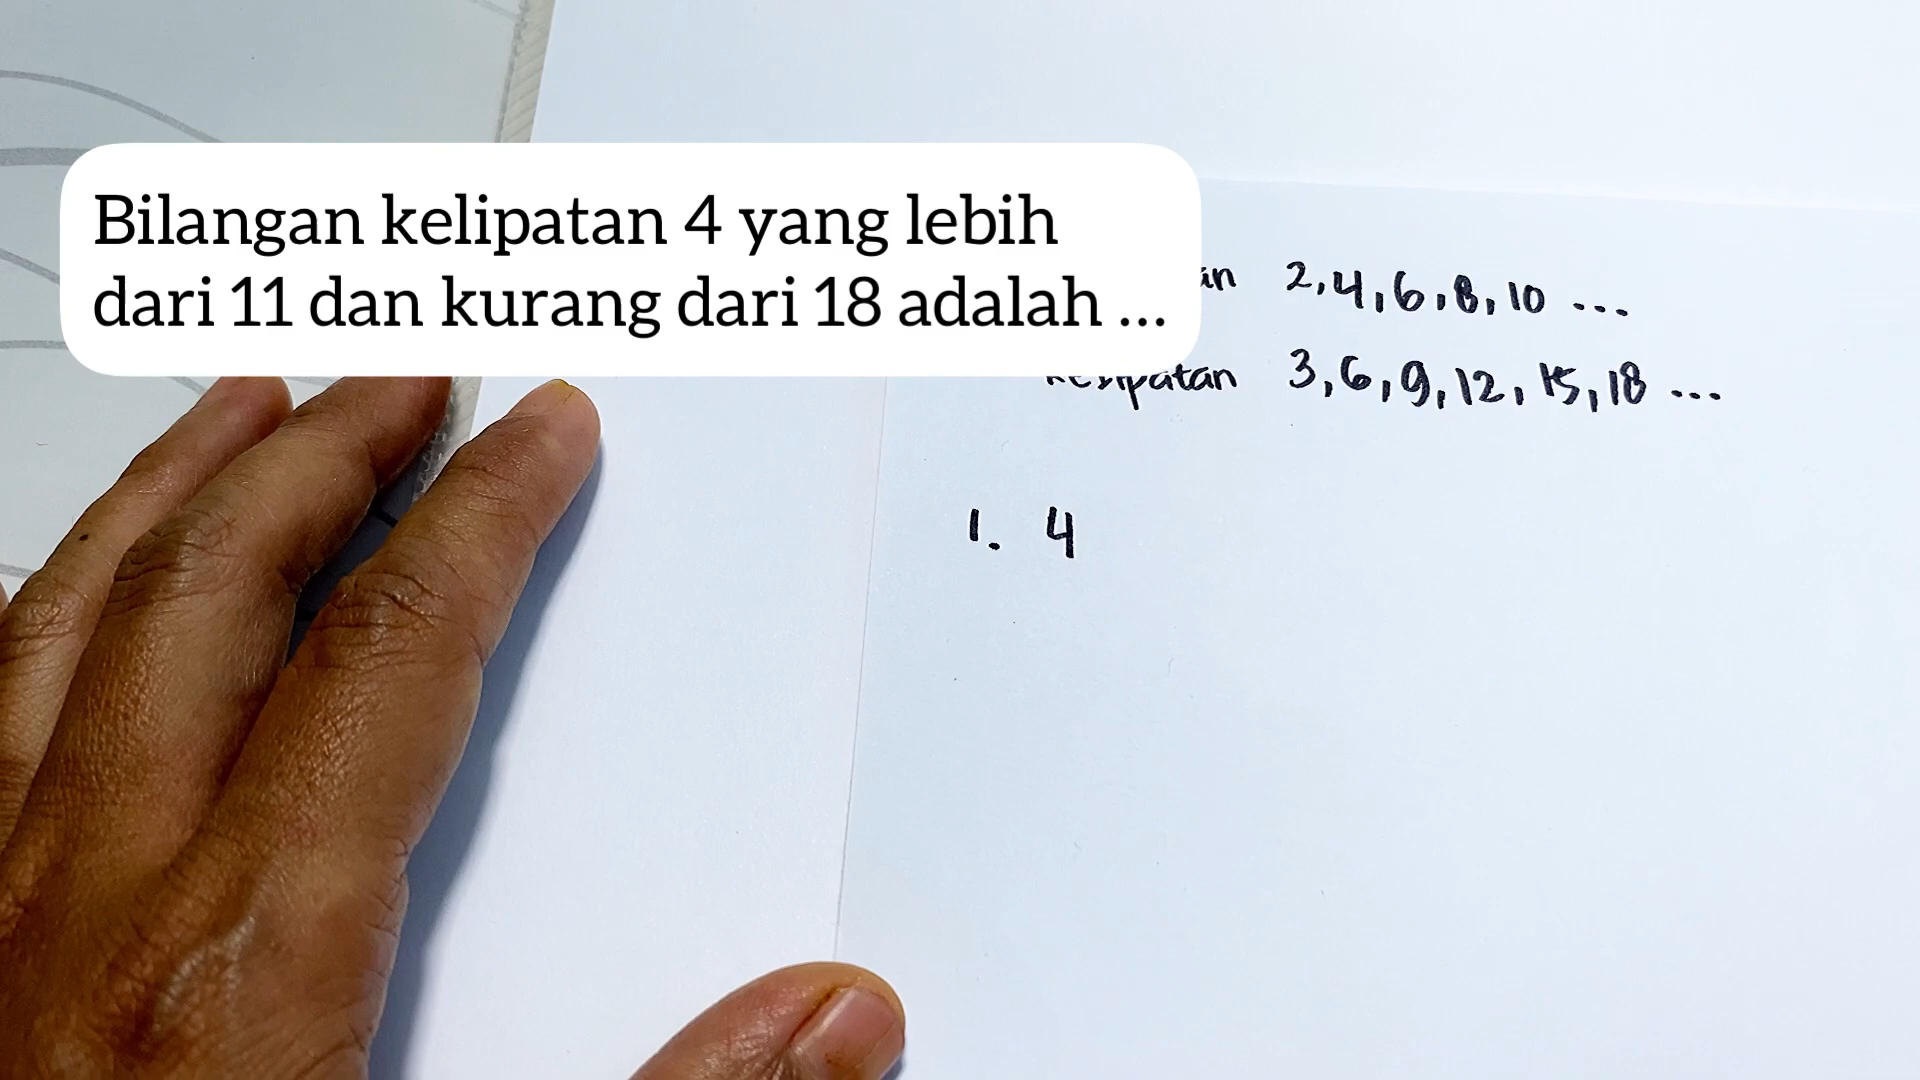 Bilangan kelipatan 4 yang lebih
dari 11 dan kurang dari 18 adalah ...
2,4,6,8,10 ...
kelipatan 3,6,9,12,15,18 ...
1. 4